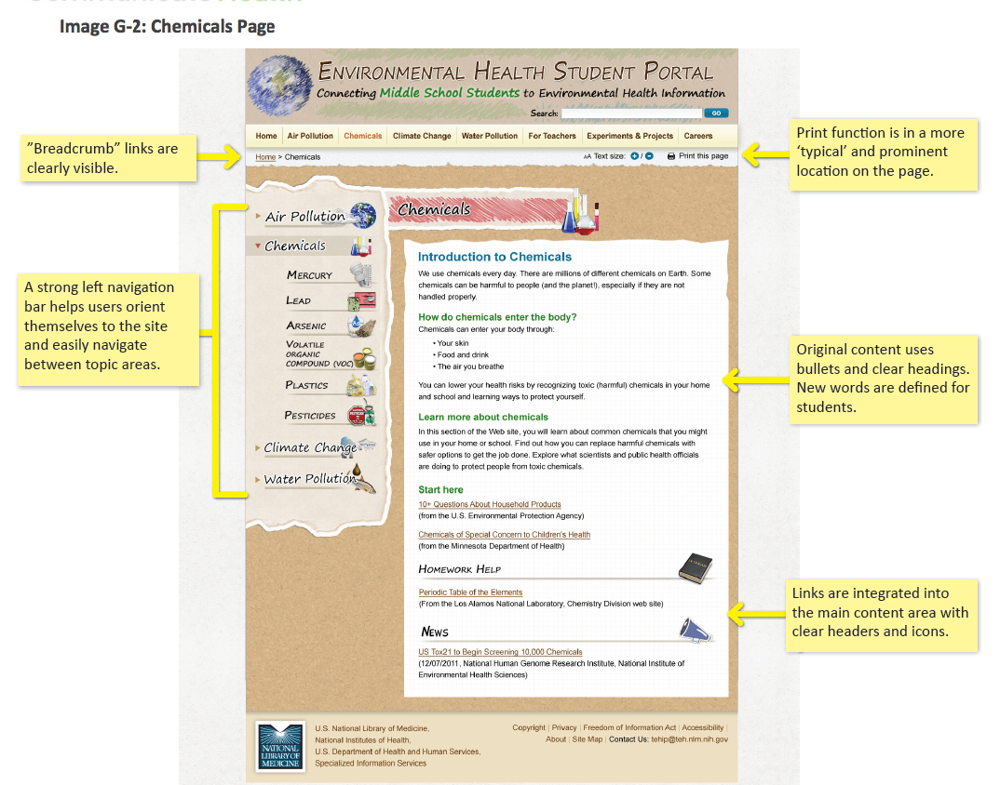 Image G-2: Chemicals Page
ENVIRONMENTAL HEALTH STUDENT PORTAL
Connecting Middle School Students to Environmental Health Information
Search: GO
Home Air Pollution Chemicals Climate Change Water Pollution For Teachers Experiments & Projects Careers
Home > Chemicals AA Text size: + / - Print this page
”Breadcrumb” links are
clearly visible.
Print function is in a more
‘typical’ and prominent
location on the page.
A strong left navigation
bar helps users orient
themselves to the site
and easily navigate
between topic areas.
Air Pollution
Chemicals
MERCURY
LEAD
ARSENIC
VOLATILE
ORGANIC
COMPOUND (VOC)
PLASTICS
PESTICIDES
Climate Change
Water Pollution
Chemicals
Introduction to Chemicals
We use chemicals every day. There are millions of different chemicals on Earth. Some
chemicals can be harmful to people (and the planet!), especially if they are not
handled properly.
How do chemicals enter the body?
Chemicals can enter your body through:
• Your skin
• Food and drink
• The air you breathe
You can lower your health risks by recognizing toxic (harmful) chemicals in your home
and school and learning ways to protect yourself.
Learn more about chemicals
In this section of the Web site, you will learn about common chemicals that you might
use in your home or school. Find out how you can replace harmful chemicals with
safer options to get the job done. Explore what scientists and public health officials
are doing to protect people from toxic chemicals.
Start here
10+ Questions About Household Products
(from the U.S. Environmental Protection Agency)
Chemicals of Special Concern to Children's Health
(from the Minnesota Department of Health)
HOMEWORK HELP
Periodic Table of the Elements
(From the Los Alamos National Laboratory, Chemistry Division web site)
NEWS
US Tox21 to Begin Screening 10,000 Chemicals
(12/07/2011, National Human Genome Research Institute, National Institute of
Environmental Health Sciences)
Original content uses
bullets and clear headings.
New words are defined for
students.
Links are integrated into
the main content area with
clear headers and icons.
NATIONAL
LIBRARY OF
MEDICINE
U.S. National Library of Medicine,
National Institutes of Health,
U.S. Department of Health and Human Services,
Specialized Information Services
Copyright | Privacy | Freedom of Information Act | Accessibility |
About | Site Map | Contact Us: tehip@teh.nlm.nih.gov